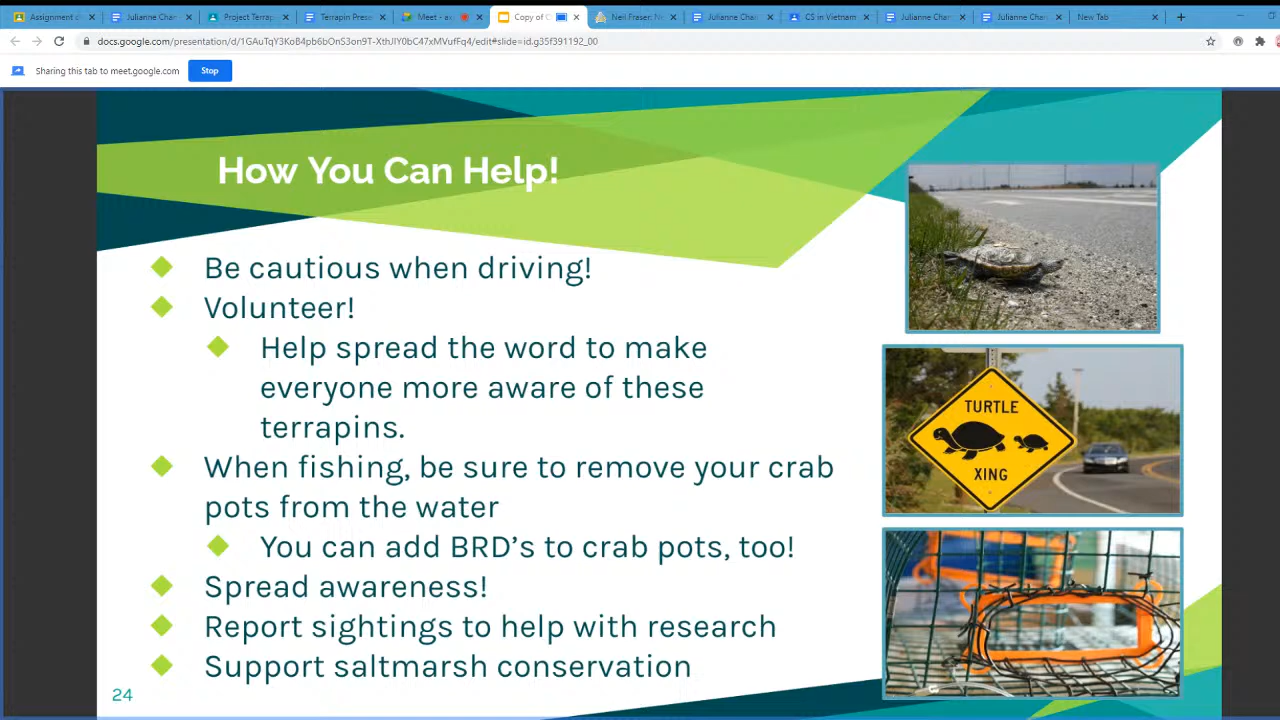 Assignment d
Julianne Chan
Project Terrap
Terrapin Prese
Meet - ax
Copy of C
Neil Fraser: N
Julianne Chan
CS in Vietnam
Julianne Chan
Julianne Chan
New Tab
docs.google.com/presentation/d/1GAuTqY3KoB4pb6bOnS3on9T-XthJlY0bC47xMVufFq4/edit#slide=id.g35f391192_00
Sharing this tab to meet.google.com
Stop
How You Can Help!
Be cautious when driving!
Volunteer!
Help spread the word to make
everyone more aware of these
terrapins.
When fishing, be sure to remove your crab
pots from the water
You can add BRD’s to crab pots, too!
Spread awareness!
Report sightings to help with research
Support saltmarsh conservation
24
TURTLE
XING